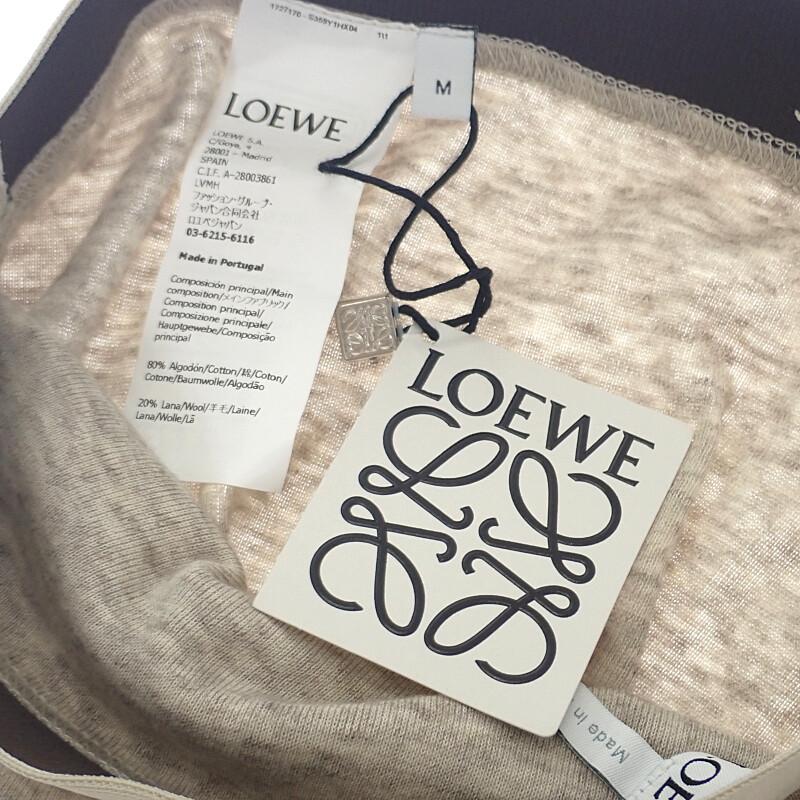 1727176 - S359Y1HX04 1U1
M
LOEWE
LOEWE S.A.
C/Goya, 4
28001 - Madrid
SPAIN
C.I.F. A-28003861
LVMH
ファッション・グループ・
ジャパン合同会社
ロエベジャパン
03-6215-6116
Made in Portugal
Composición principal/Main
composition/メインファブリック/
Composition principal/
Composizione principale/
Hauptgewebe/Composição
principal
80% Algodón/Cotton/綿/Coton/
Cotone/Baumwolle/Algodão
20% Lana/Wool/羊毛/Laine/
Lana/Wolle/Lã
LOEWE
Made in